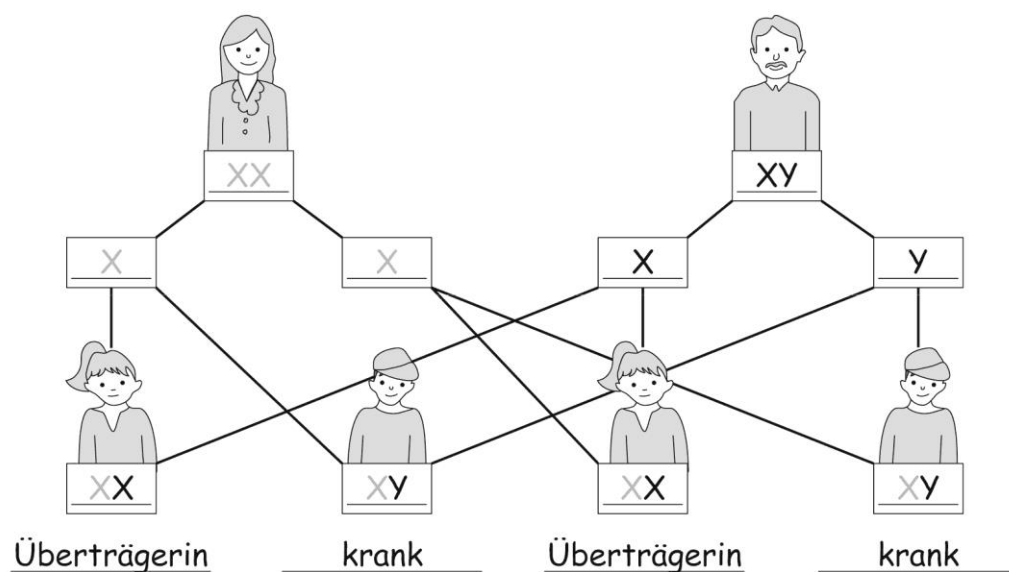 XX XY
X X X Y
XX XY XX XY
Überträgerin krank Überträgerin krank